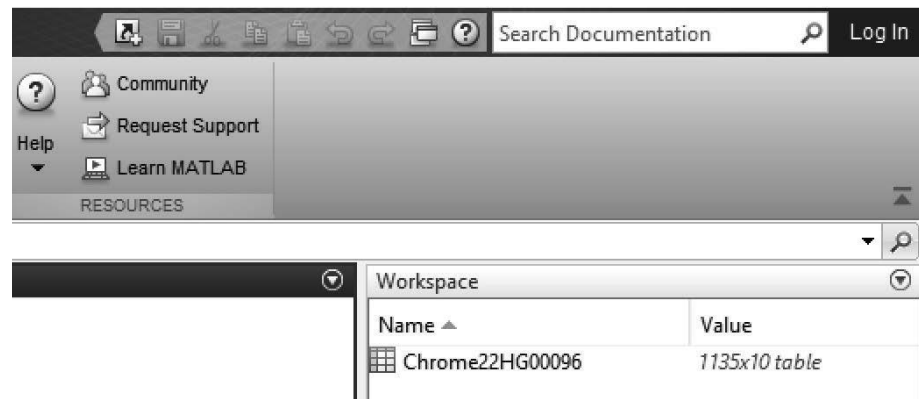 Search Documentation Log In
Community
Request Support
Help
Learn MATLAB
RESOURCES
Workspace
Name Value
Chrome22HG00096 1135x10 table